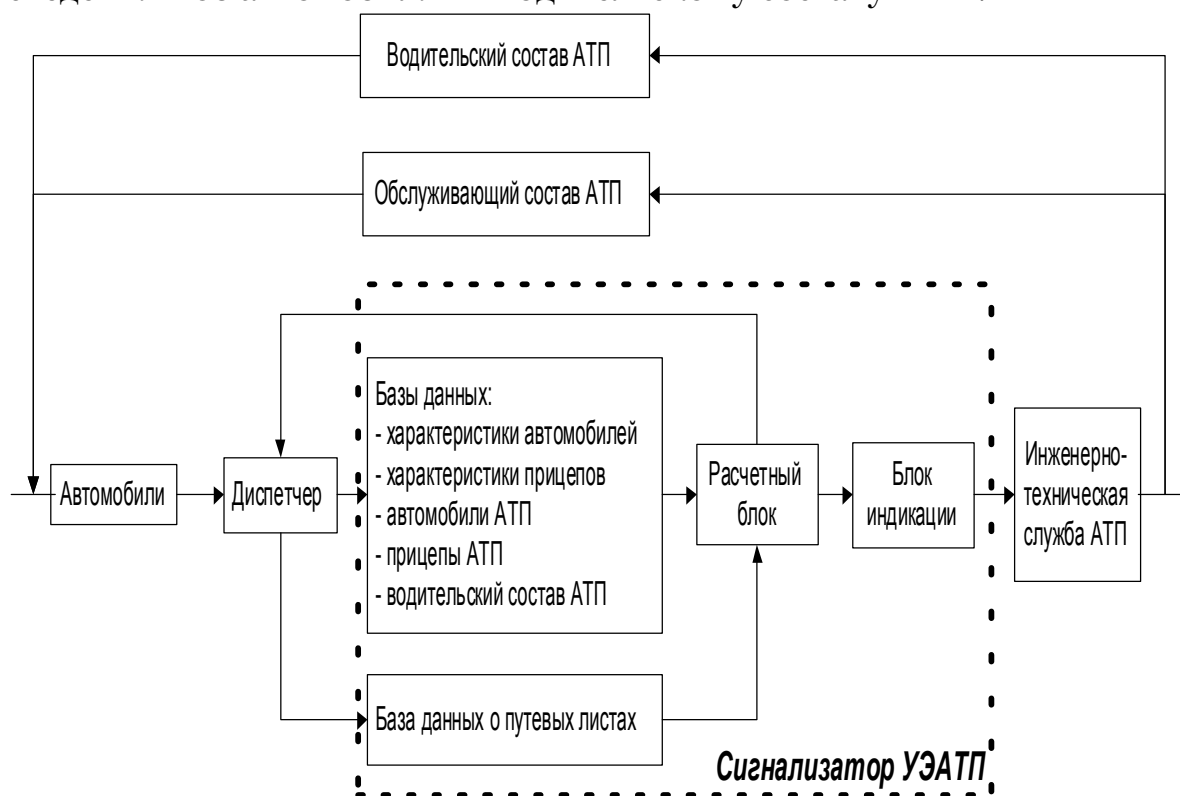 Водительский состав АТП
Обслуживающий состав АТП
Автомобили
Диспетчер
Базы данных:
- характеристики автомобилей
- характеристики прицепов
- автомобили АТП
- прицепы АТП
- водительский состав АТП
Расчетный
блок
Блок
индикации
Инженерно-
техническая
служба АТП
База данных о путевых листах
Сигнализатор УЭАТП